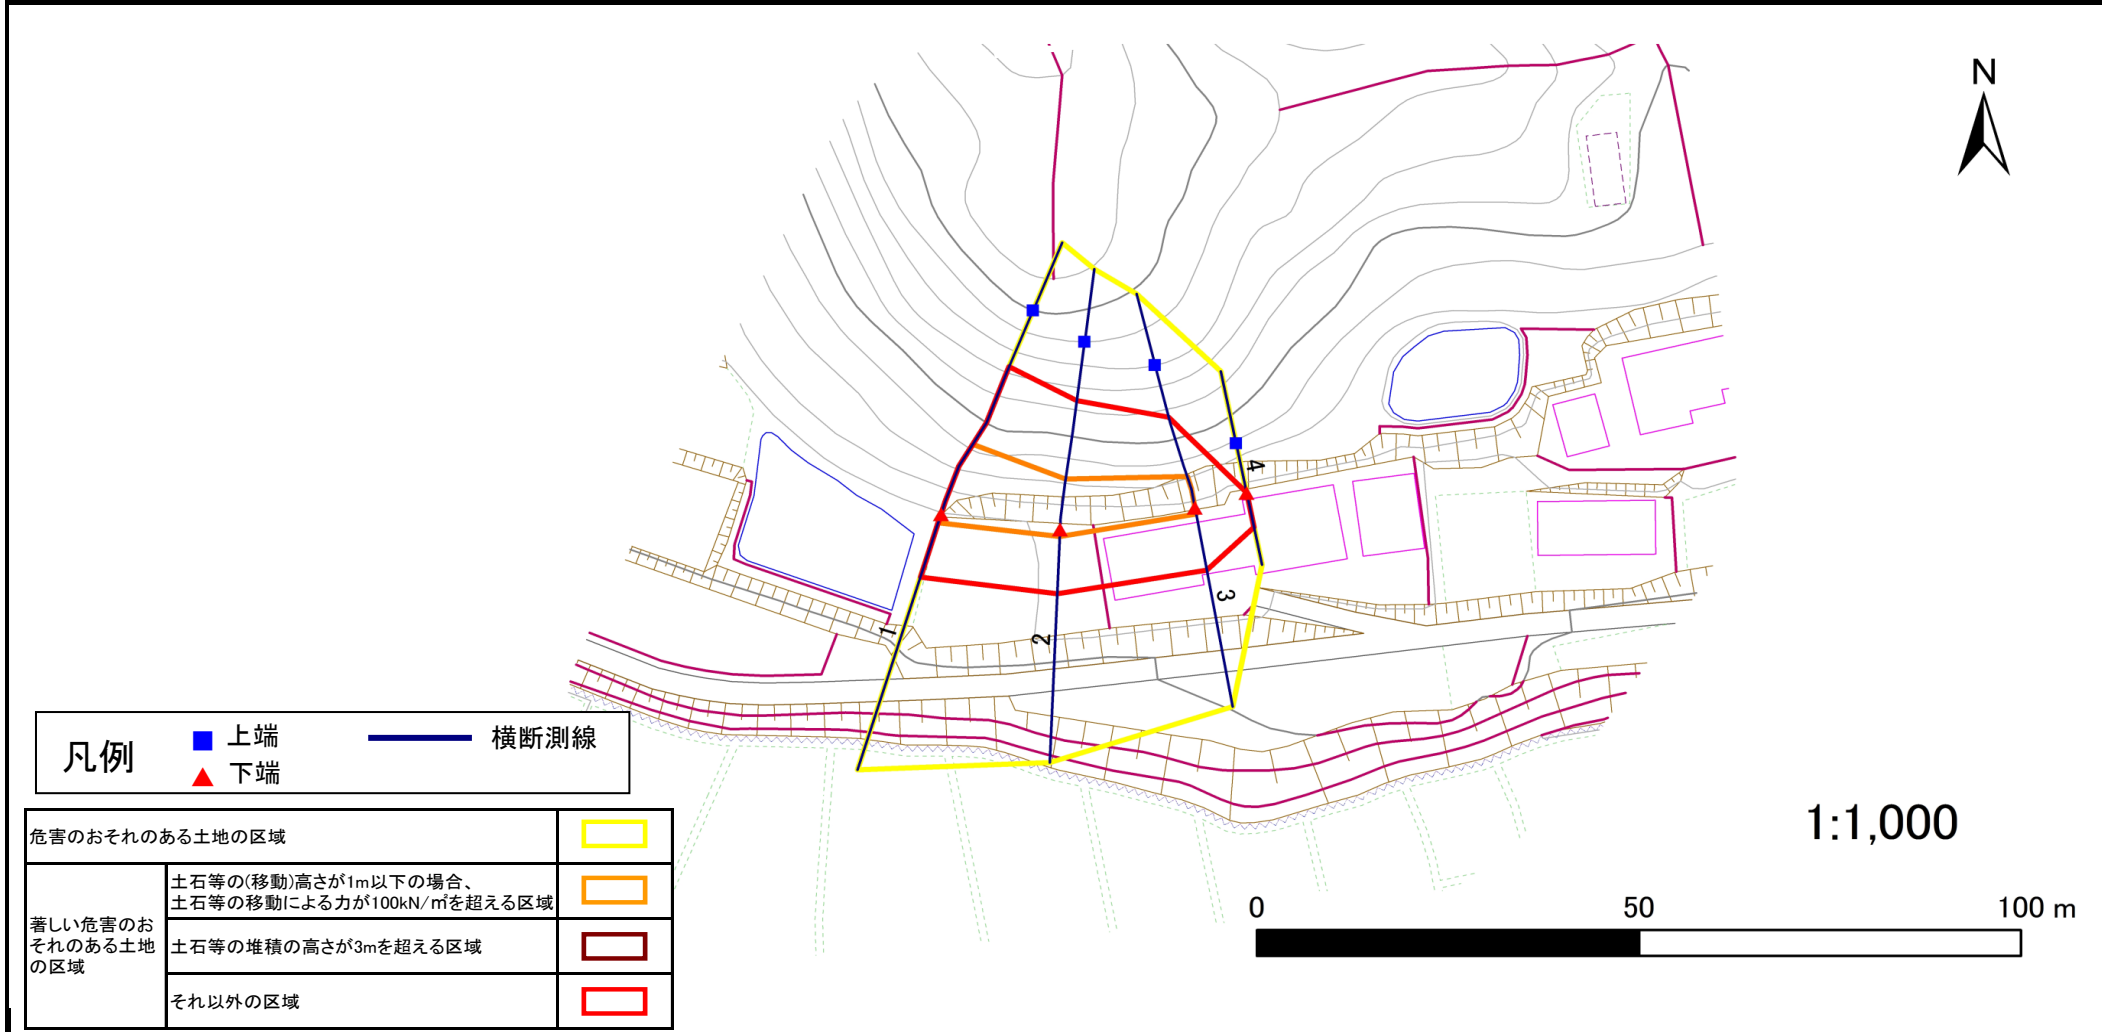 N
4
3
2
1
凡例
上端
横断測線
下端
危害のおそれのある土地の区域
著しい危害のお
それのある土地
の区域
土石等の(移動)高さが1m以下の場合、
土石等の移動による力が100kN/㎡を超える区域
土石等の堆積の高さが3mを超える区域
それ以外の区域
1:1,000
0 50 100 m